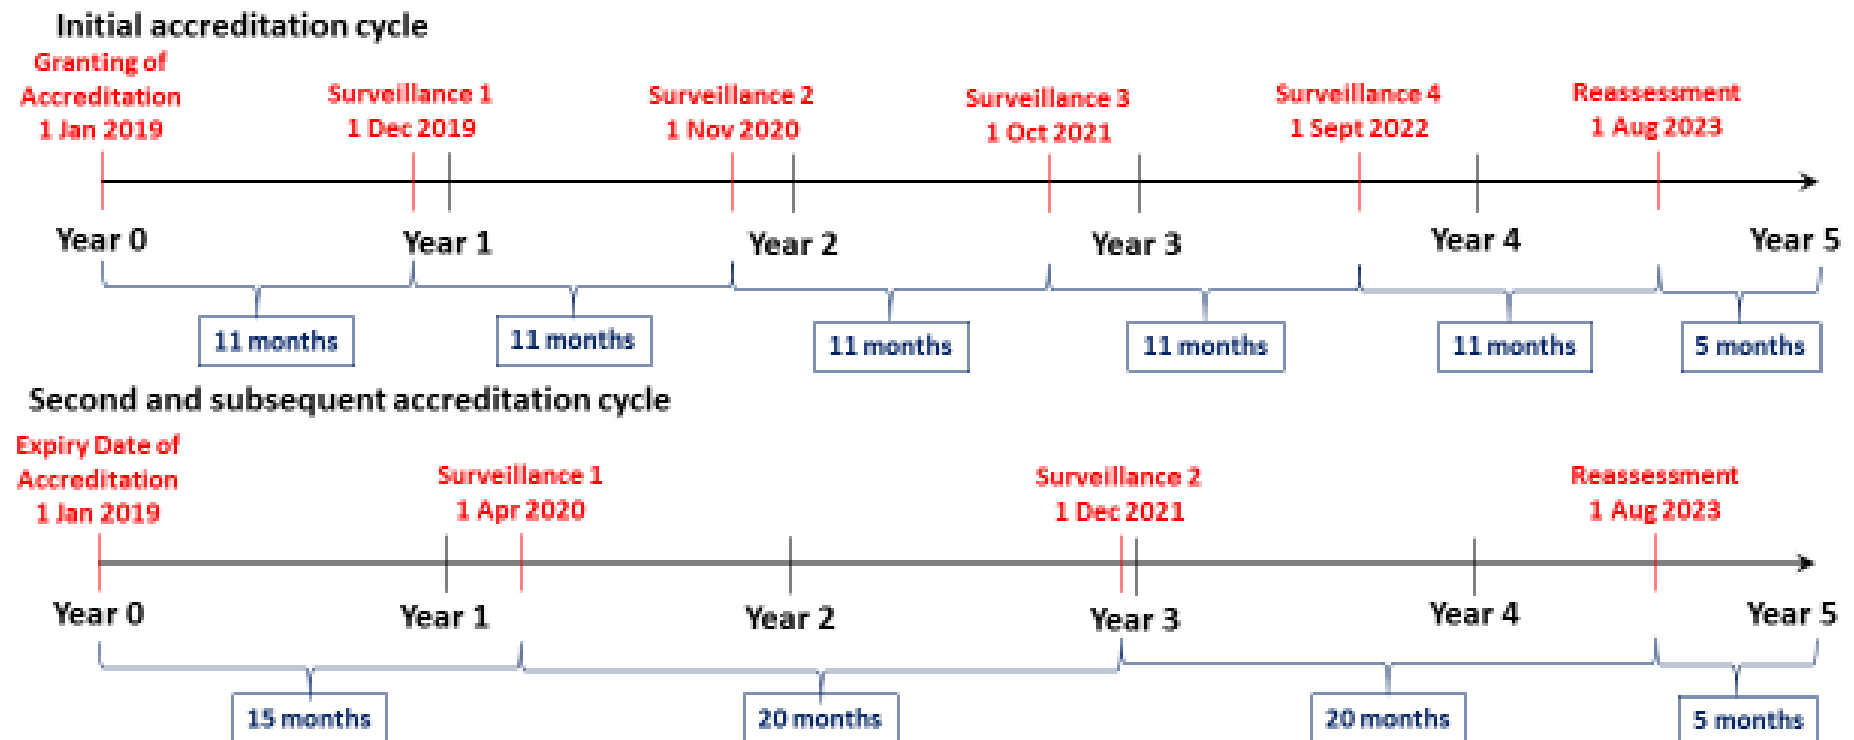 Initial accreditation cycle
Granting of
Accreditation
1 Jan 2019
Surveillance 1
1 Dec 2019
Surveillance 2
1 Nov 2020
Surveillance 3
1 Oct 2021
Surveillance 4
1 Sept 2022
Reassessment
1 Aug 2023
Year 0
Year 1
Year 2
Year 3
Year 4
Year 5
11 months
11 months
11 months
11 months
11 months
5 months
Second and subsequent accreditation cycle
Expiry Date of
Accreditation
1 Jan 2019
Surveillance 1
1 Apr 2020
Surveillance 2
1 Dec 2021
Reassessment
1 Aug 2023
Year 0
Year 1
Year 2
Year 3
Year 4
Year 5
15 months
20 months
20 months
5 months